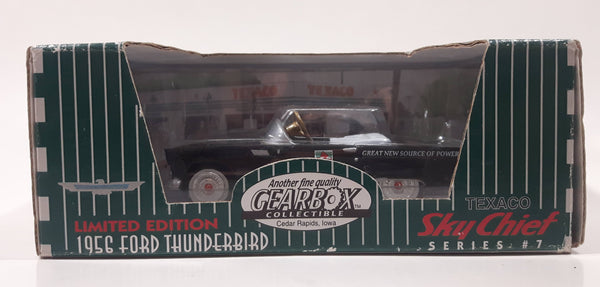 TEXACO
TEXACO
GREAT NEW SOURCE OF POWER
Another fine quality
GEARBOX
COLLECTIBLE
Cedar Rapids, Iowa
LIMITED EDITION
1956 FORD THUNDERBIRD
TEXACO
Sky Chief
SERIES #7